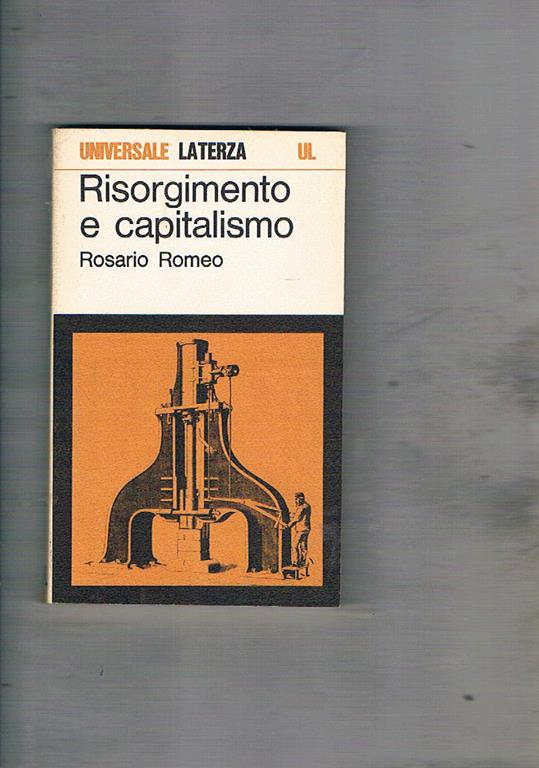 UNIVERSALE LATERZA UL
Risorgimento
e capitalismo
Rosario Romeo